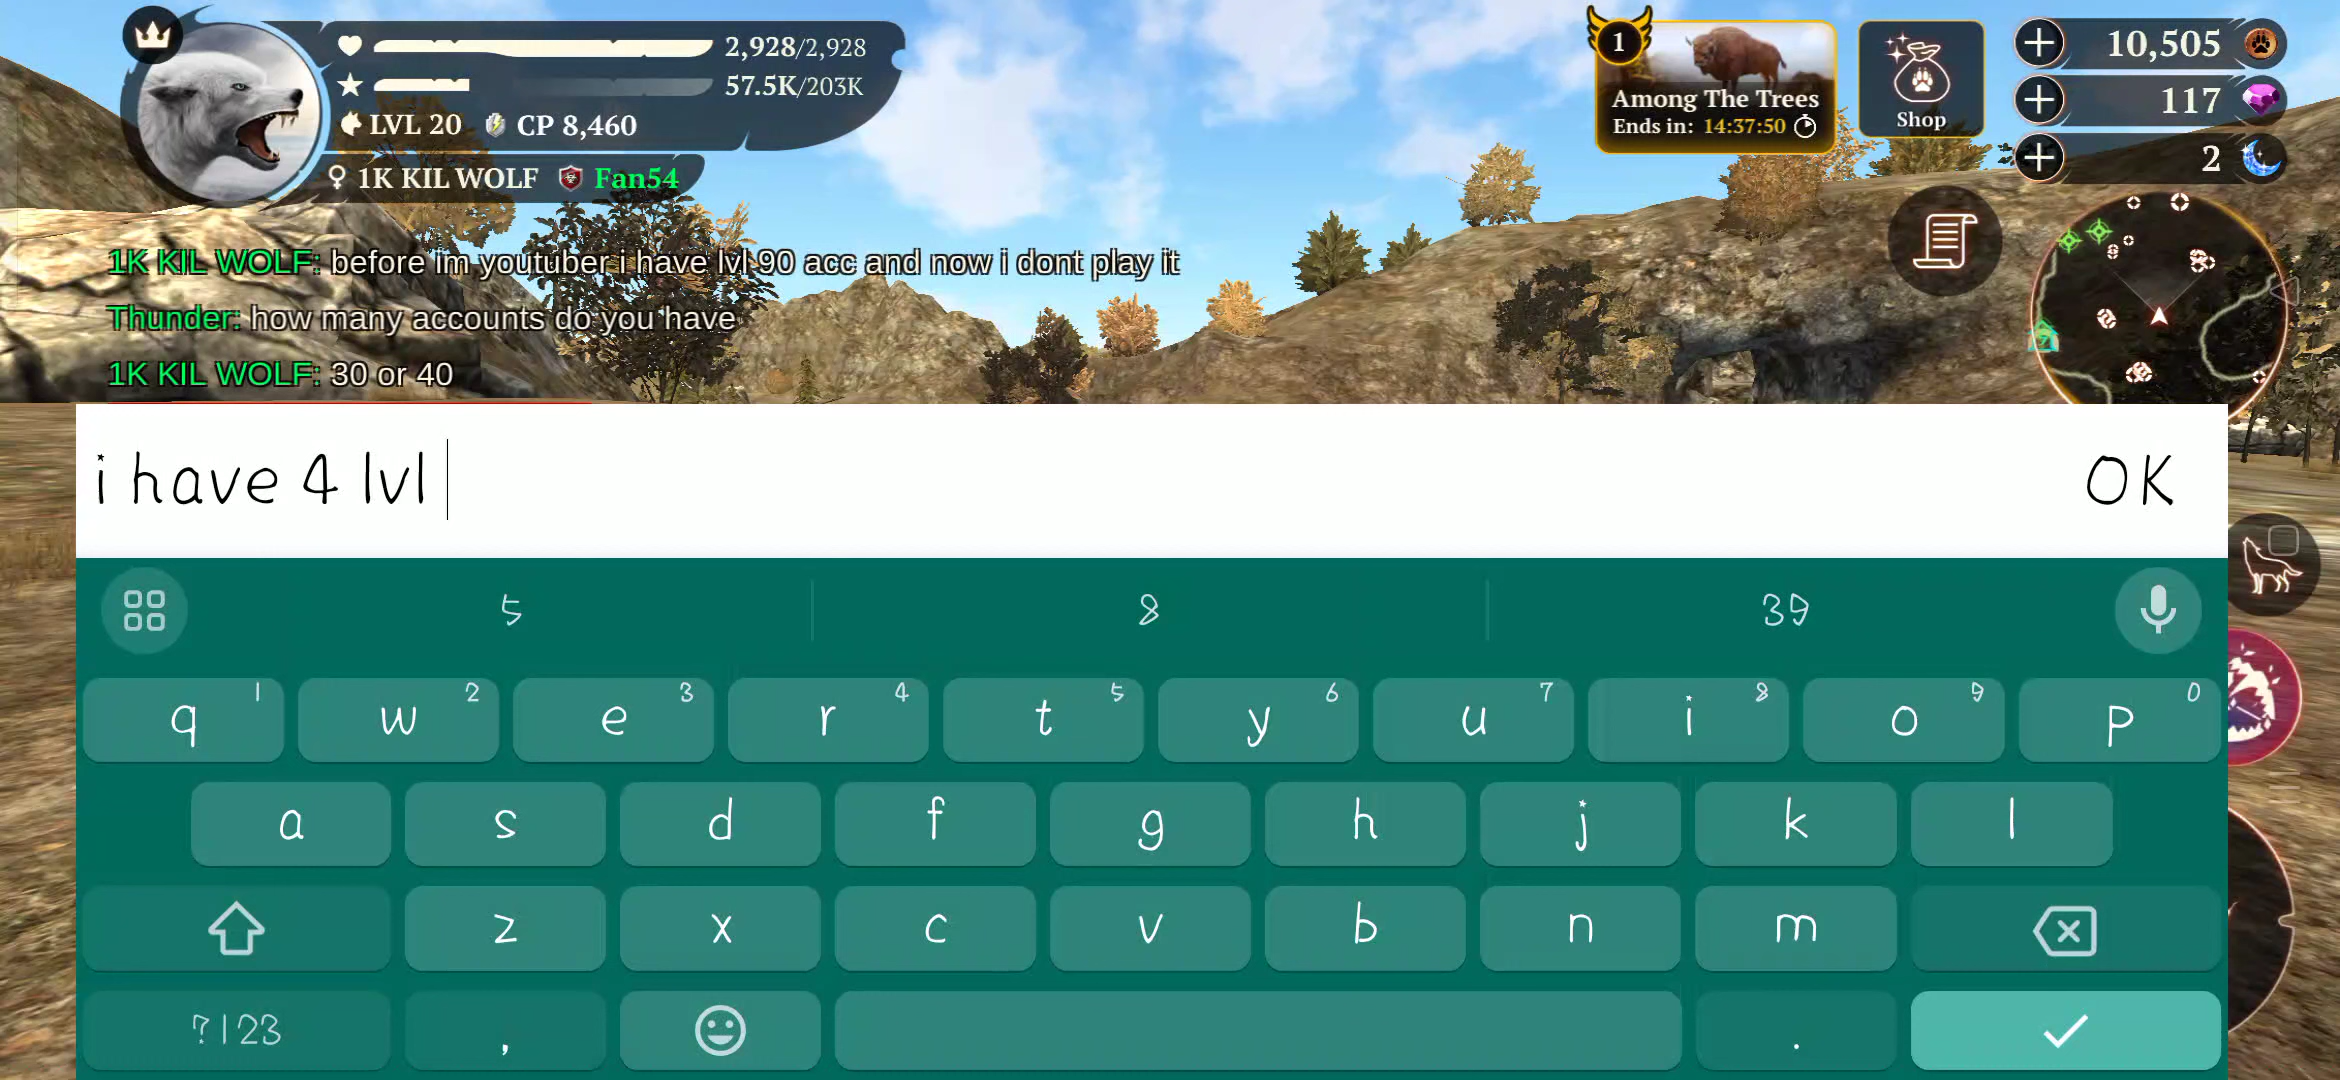 2,928/2,928
57.5K/203K
LVL 20 CP 8,460
1K KIL WOLF Fan54
1
Among The Trees
Ends in: 14:37:50
Shop
10,505
117
2
1K KIL WOLF: before im youtuber i have lvl 90 acc and now i dont play it
Thunder: how many accounts do you have
1K KIL WOLF: 30 or 40
i have 4 lvl
OK
5 8 39
q 1 w 2 e 3 r 4 t 5 y 6 u 7 i 8 o 9 p 0
a s d f g h j k l
z x c v b n m
?123 , .